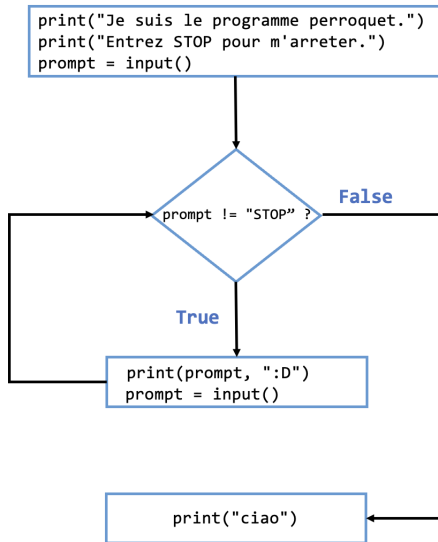 print("Je suis le programme perroquet.")
print("Entrez STOP pour m'arreter.")
prompt = input()
prompt != "STOP” ?
False
True
print(prompt, ":D")
prompt = input()
print("ciao")